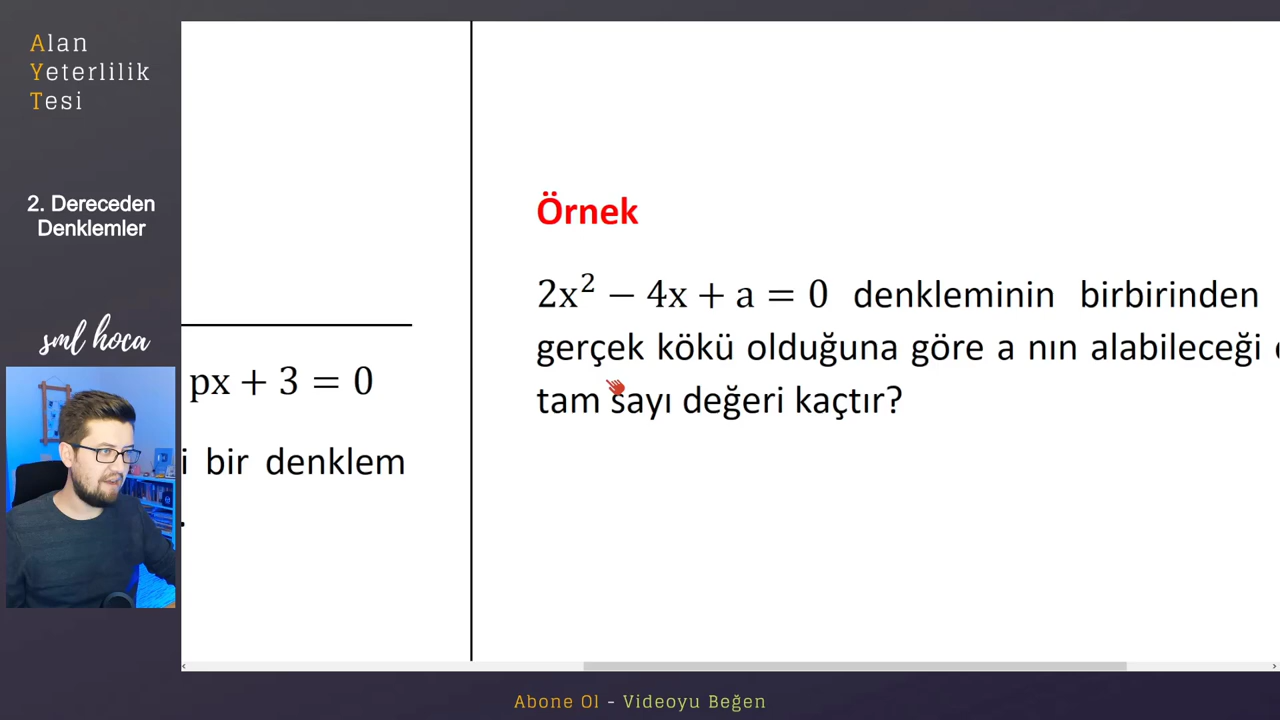 Alan
Yeterlilik
Tesi
2. Dereceden
Denklemler
sml hoca
px + 3 = 0
i bir denklem
Örnek
2x² − 4x + a = 0 denkleminin birbirinden
gerçek kökü olduğuna göre a nın alabileceği
tam sayı değeri kaçtır?
Abone Ol - Videoyu Beğen